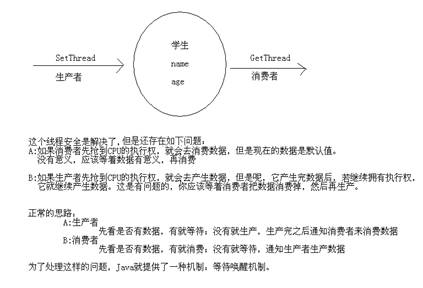 学生
SetThread
name
GetThread
生产者
age
消费者
这个线程安全是解决了,但是还存在如下问题:
A:如果消费者先抢到CPU的执行权,就会去消费数据,但是现在的数据是默认值。
没有意义,应该等着数据有意义,再消费
B:如果生产者先抢到CPU的执行权,就会去产生数据,但是呢,它产生完数据后,若继续拥有执行权,
它就继续产生数据。这是有问题的,你应该等着消费者把数据消费掉,然后再生产。
正常的思路:
A:生产者
先看是否有数据,有就等待;没有就生产,生产完之后通知消费者来消费数据
B:消费者
先看是否有数据,有就消费;没有就等待,通知生产者生产数据
为了处理这样的问题,Java就提供了一种机制:等待唤醒机制。